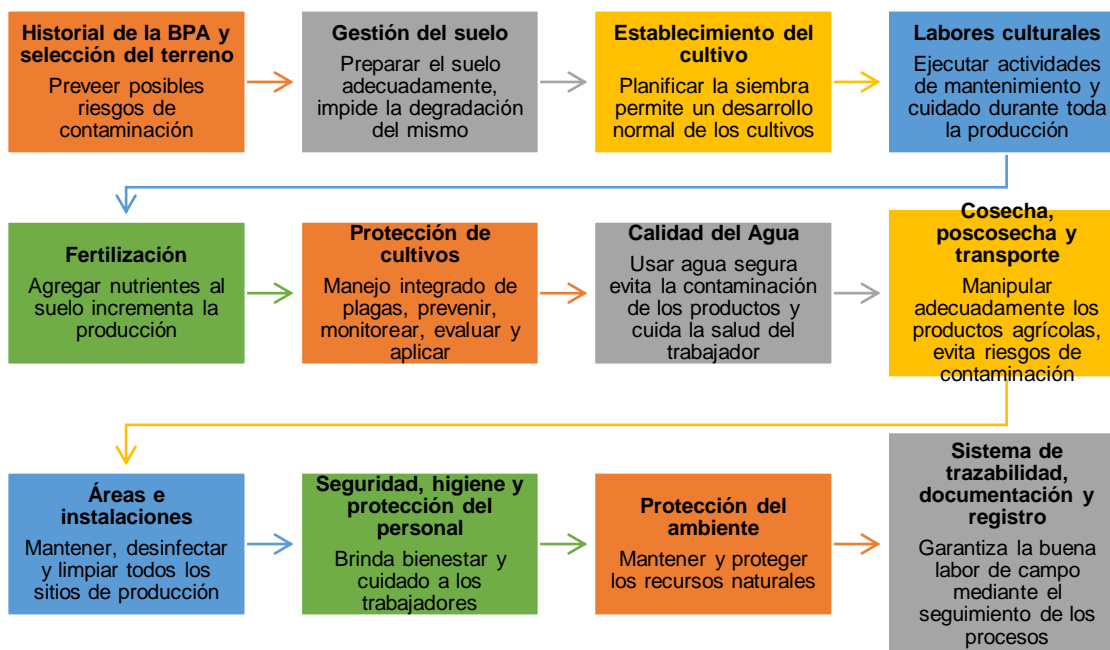 Historial de la BPA y
selección del terreno
Preveer posibles
riesgos de
contaminación
Gestión del suelo
Preparar el suelo
adecuadamente,
impide la degradación
del mismo
Establecimiento del
cultivo
Planificar la siembra
permite un desarrollo
normal de los cultivos
Labores culturales
Ejecutar actividades
de mantenimiento y
cuidado durante toda
la producción
Fertilización
Agregar nutrientes al
suelo incrementa la
producción
Protección de
cultivos
Manejo integrado de
plagas, prevenir,
monitorear, evaluar y
aplicar
Calidad del Agua
Usar agua segura
evita la contaminación
de los productos y
cuida la salud del
trabajador
Cosecha,
poscosecha y
transporte
Manipular
adecuadamente los
productos agrícolas,
evita riesgos de
contaminación
Áreas e
instalaciones
Mantener, desinfectar
y limpiar todos los
sitios de producción
Seguridad, higiene y
protección del
personal
Brinda bienestar y
cuidado a los
trabajadores
Protección del
ambiente
Mantener y proteger
los recursos naturales
Sistema de
trazabilidad,
documentación y
registro
Garantiza la buena
labor de campo
mediante el
seguimiento de los
procesos